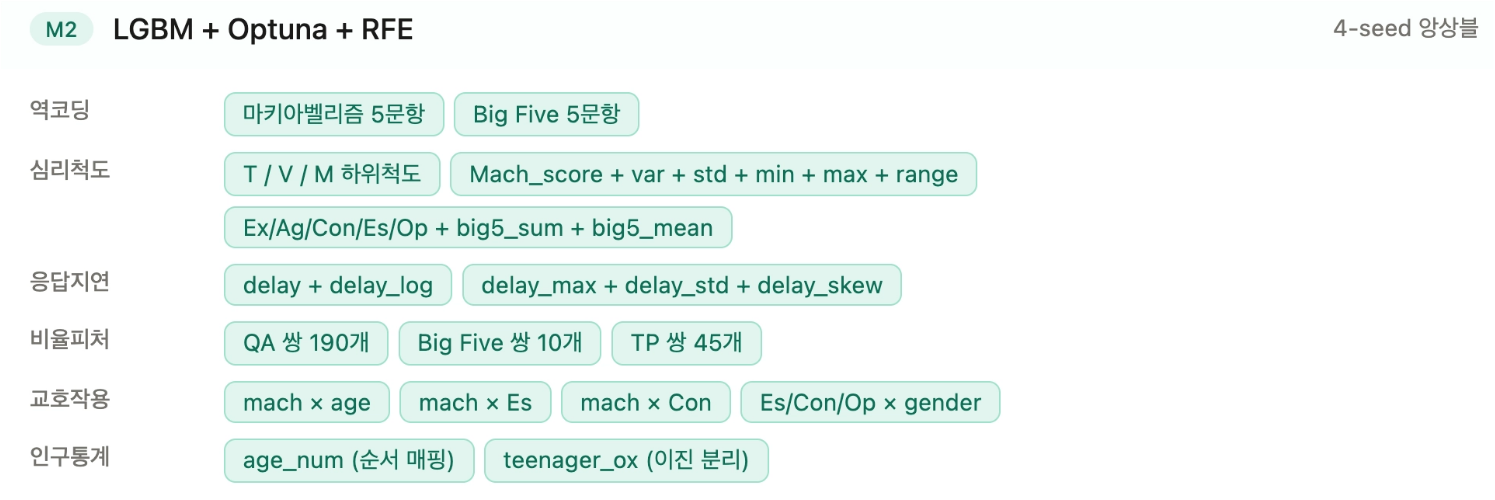 M2 LGBM + Optuna + RFE 4-seed 앙상블
역코딩 마키아벨리즘 5문항 Big Five 5문항
심리척도 T / V / M 하위척도 Mach_score + var + std + min + max + range
Ex/Ag/Con/Es/Op + big5_sum + big5_mean
응답지연 delay + delay_log delay_max + delay_std + delay_skew
비율피처 QA 쌍 190개 Big Five 쌍 10개 TP 쌍 45개
교호작용 mach × age mach × Es mach × Con Es/Con/Op × gender
인구통계 age_num (순서 매핑) teenager_ox (이진 분리)